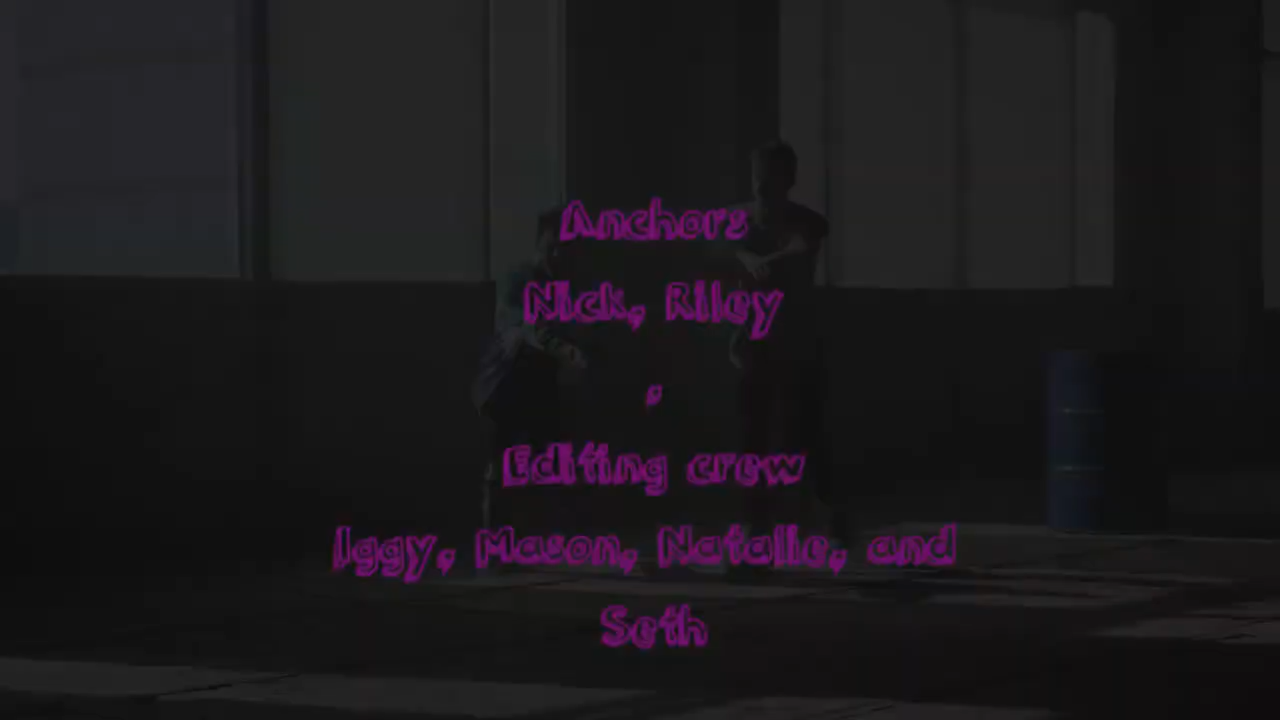 Anchors
Nick, Riley
,
Editing crew
Iggy, Mason, Natalie, and
Seth